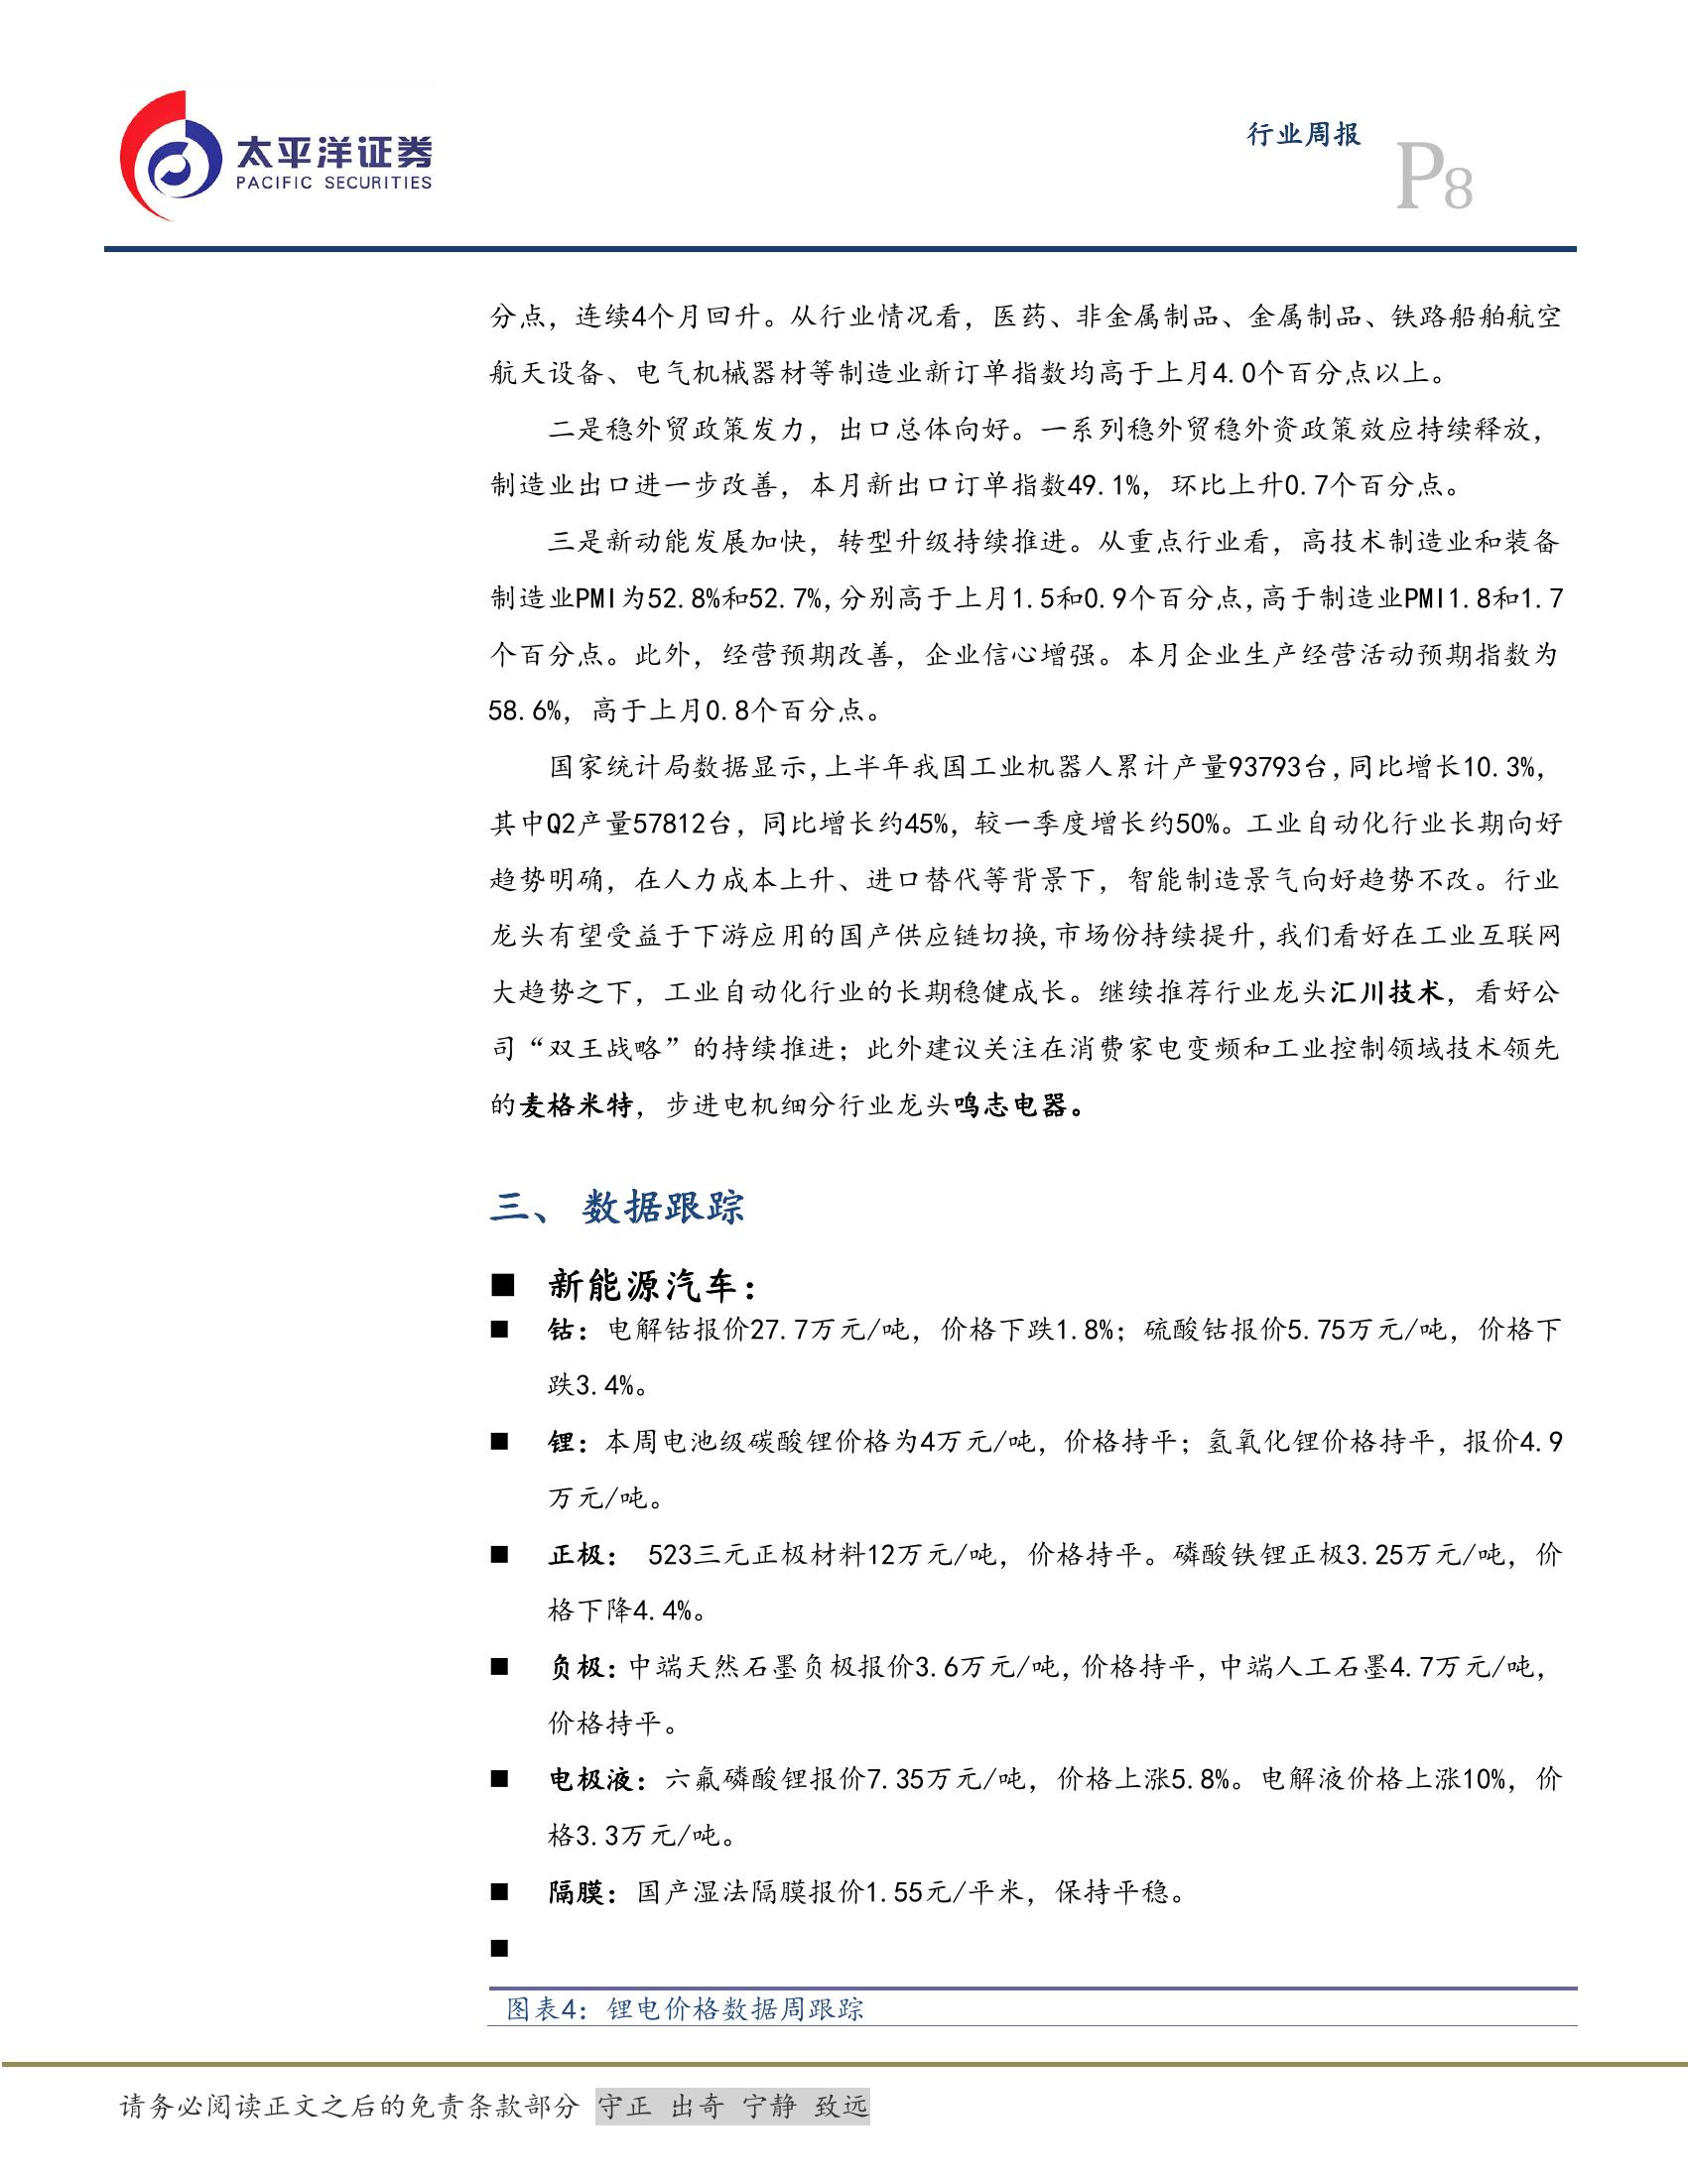 太平洋证券
PACIFIC SECURITIES
行业周报
P8
分点，连续4个月回升。从行业情况看，医药、非金属制品、金属制品、铁路船舶航空
航天设备、电气机械器材等制造业新订单指数均高于上月4.0个百分点以上。
二是稳外贸政策发力，出口总体向好。一系列稳外贸稳外资政策效应持续释放，
制造业出口进一步改善，本月新出口订单指数49.1%，环比上升0.7个百分点。
三是新动能发展加快，转型升级持续推进。从重点行业看，高技术制造业和装备
制造业PMI为52.8%和52.7%,分别高于上月1.5和0.9个百分点,高于制造业PMI1.8和1.7
个百分点。此外，经营预期改善，企业信心增强。本月企业生产经营活动预期指数为
58.6%，高于上月0.8个百分点。
国家统计局数据显示,上半年我国工业机器人累计产量93793台,同比增长10.3%，
其中Q2产量57812台，同比增长约45%，较一季度增长约50%。工业自动化行业长期向好
趋势明确，在人力成本上升、进口替代等背景下，智能制造景气向好趋势不改。行业
龙头有望受益于下游应用的国产供应链切换,市场份持续提升,我们看好在工业互联网
大趋势之下，工业自动化行业的长期稳健成长。继续推荐行业龙头汇川技术，看好公
司“双王战略”的持续推进；此外建议关注在消费家电变频和工业控制领域技术领先
的麦格米特，步进电机细分行业龙头鸣志电器。
三、 数据跟踪
■ 新能源汽车：
■ 钴：电解钴报价27.7万元/吨，价格下跌1.8%；硫酸钴报价5.75万元/吨，价格下
跌3.4%。
■ 锂：本周电池级碳酸锂价格为4万元/吨，价格持平；氢氧化锂价格持平，报价4.9
万元/吨。
■ 正极： 523三元正极材料12万元/吨，价格持平。磷酸铁锂正极3.25万元/吨，价
格下降4.4%。
■ 负极：中端天然石墨负极报价3.6万元/吨,价格持平,中端人工石墨4.7万元/吨，
价格持平。
■ 电极液：六氟磷酸锂报价7.35万元/吨，价格上涨5.8%。电解液价格上涨10%，价
格3.3万元/吨。
■ 隔膜：国产湿法隔膜报价1.55元/平米，保持平稳。
■
图表4：锂电价格数据周跟踪
请务必阅读正文之后的免责条款部分 守正 出奇 宁静 致远